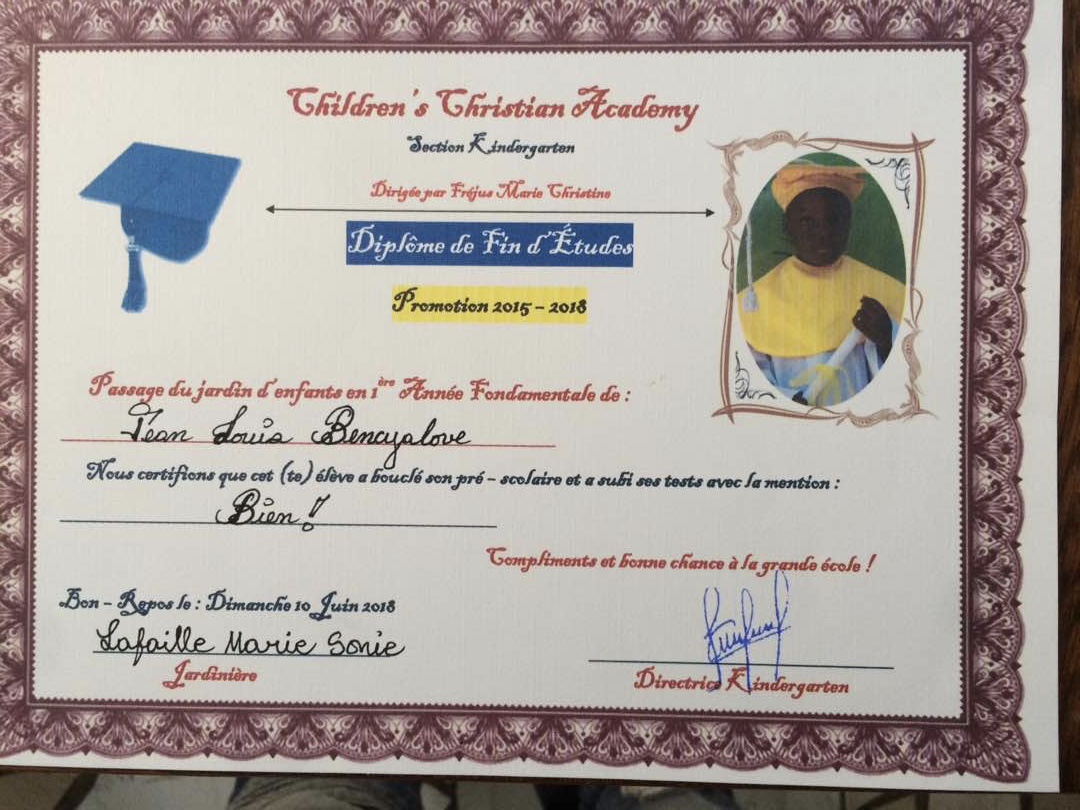 Children's Christian Academy
Section Kindergarten
Dirigée par Fréjus Marie Christine
Diplôme de Fin d'Études
Promotion 2015 – 2018
Passage du jardin d'enfants en 1ère Année Fondamentale de :
Jean Louis Bencyalove
Nous certifions que cet (te) élève a bouclé son pré – scolaire et a subi ses tests avec la mention :
Bien !
Compliments et bonne chance à la grande école !
Bon – Repos le : Dimanche 10 Juin 2018
Lafaille Marie Sonie
Jardinière
Directrice Kindergarten